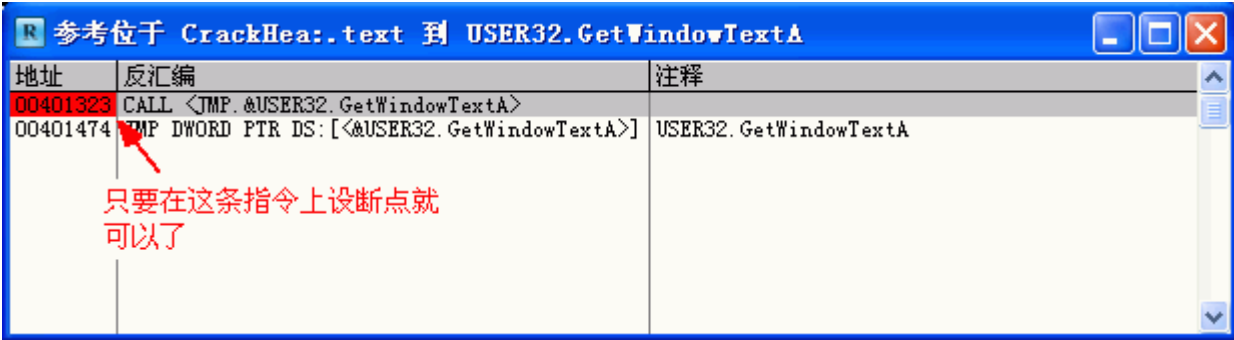 R 参考位于 CrackHea:.text 到 USER32.GetWindowTextA
地址 反汇编 注释
00401323 CALL <JMP.&USER32.GetWindowTextA>
00401474 JMP DWORD PTR DS:[<&USER32.GetWindowTextA>] USER32.GetWindowTextA
只要在这条指令上设断点就
可以了